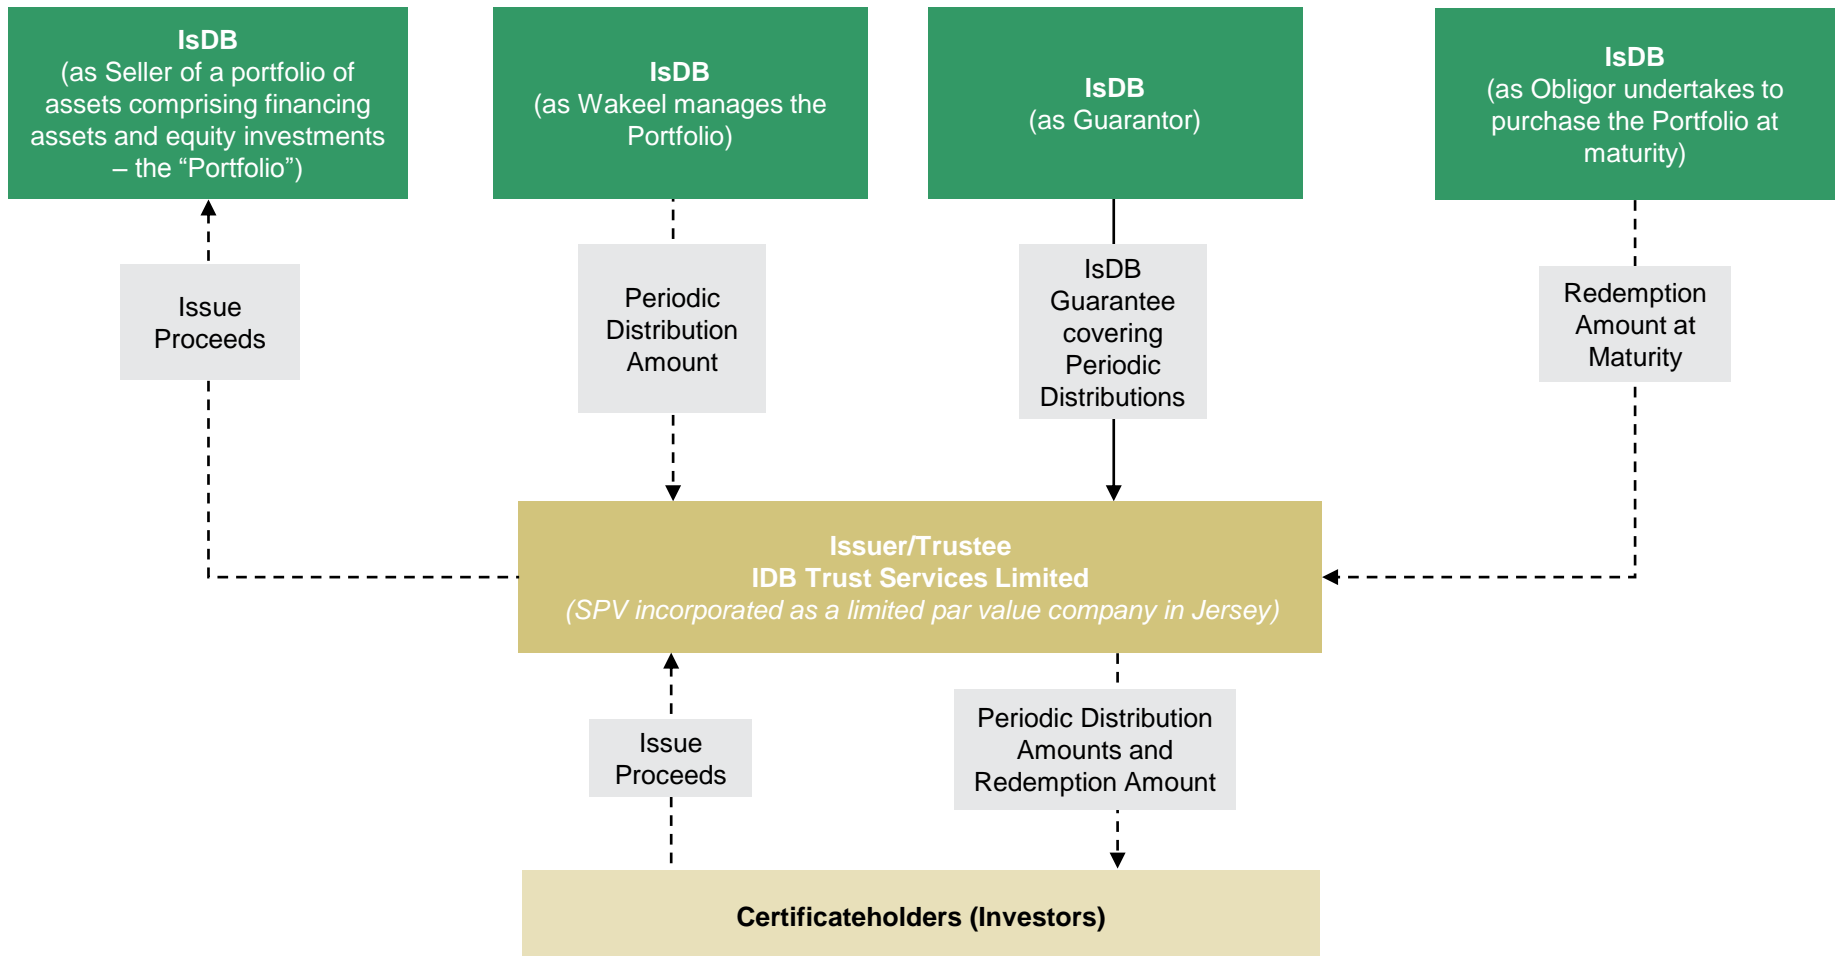 IsDB
(as Seller of a portfolio of
assets comprising financing
assets and equity investments
– the “Portfolio”)
IsDB
(as Wakeel manages the
Portfolio)
IsDB
(as Guarantor)
IsDB
(as Obligor undertakes to
purchase the Portfolio at
maturity)
Issue
Proceeds
Periodic
Distribution
Amount
IsDB
Guarantee
covering
Periodic
Distributions
Redemption
Amount at
Maturity
Issuer/Trustee
IDB Trust Services Limited
(SPV incorporated as a limited par value company in Jersey)
Issue
Proceeds
Periodic Distribution
Amounts and
Redemption Amount
Certificateholders (Investors)